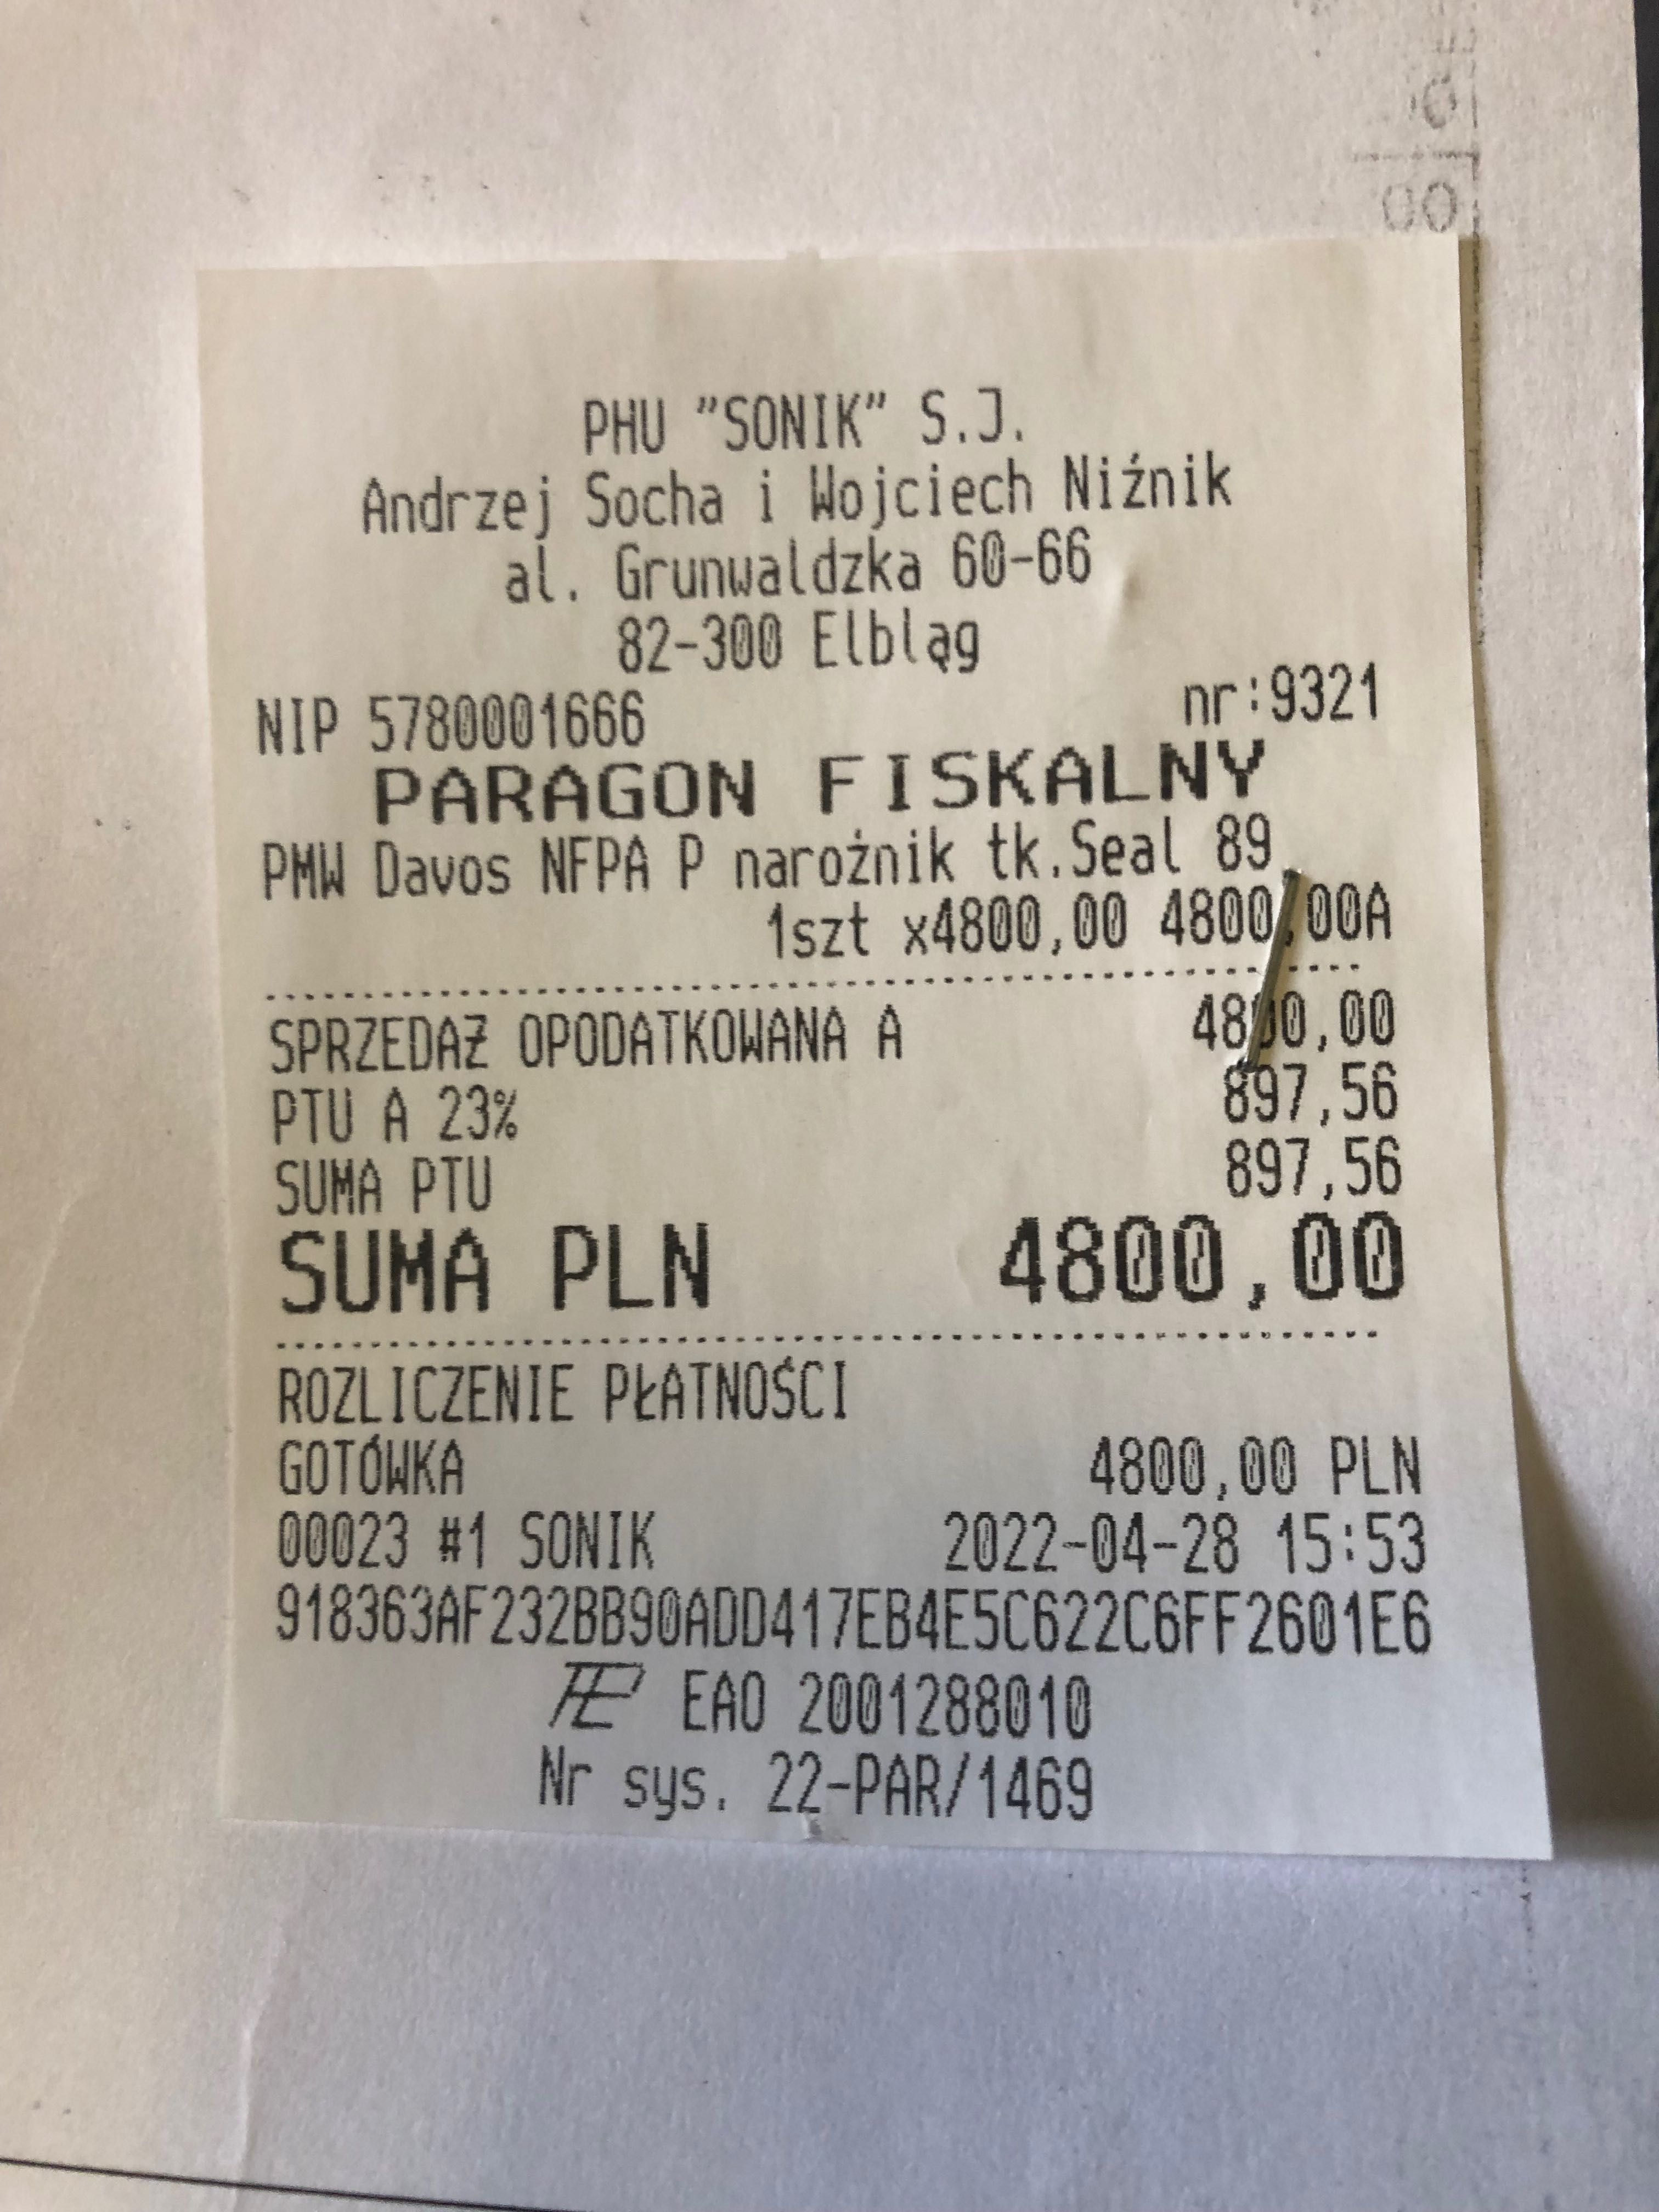 PHU "SONIK" S.J.
Andrzej Socha i Wojciech Niźnik
al. Grunwaldzka 60-66
82-300 Elbląg
NIP 5780001666 nr:9321
PARAGON FISKALNY
PMW Davos NFPA P narożnik tk.Seal 89
1szt x4800,00 4800,00A
SPRZEDAŻ OPODATKOWANA A 4800,00
PTU A 23% 897,56
SUMA PTU 897,56
SUMA PLN 4800,00
ROZLICZENIE PŁATNOŚCI
GOTÓWKA 4800,00 PLN
00023 #1 SONIK 2022-04-28 15:53
918363AF232BB90ADD417EB4E5C622C6FF2601E6
EAO 2001288010
Nr sys. 22-PAR/1469